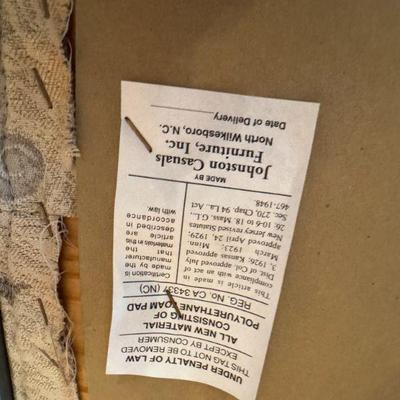 UNDER PENALTY OF LAW
THIS TAG NOT TO BE REMOVED
EXCEPT BY CONSUMER
ALL NEW MATERIAL
CONSISTING OF
POLYURETHANE FOAM PAD
REG. No. CA 34337 (NC)
Certification is
made by the
manufacturer
that the
materials in this
article are
described in
accordance
with law.
This article is made in
compliance with an act of
Dist. of Col. approved July
3, 1926; Kansas approved
March 1923; Minn.
approved April 24, 1929;
New Jersey revised statutes
26: 10-6 to 18. Mass. G.L.,
Sec. 270, Chap. 94 La., Act
467-1948.
MADE BY
Johnston Casuals
Furniture, Inc.
North Wilkesboro, N.C.
Date of Delivery